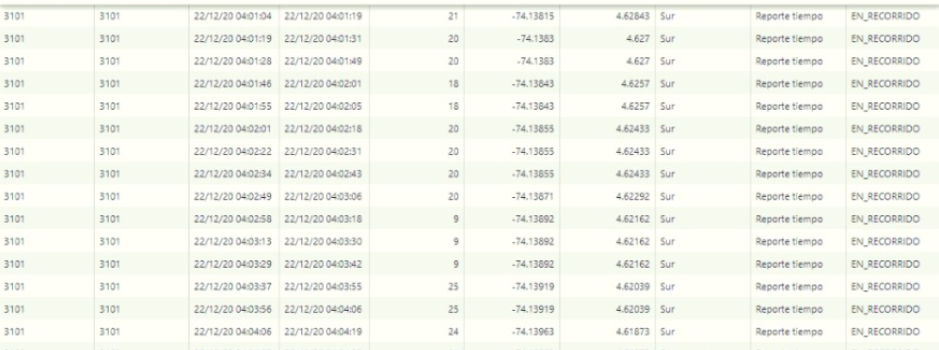 3101 3101 22/12/20 04:01:04 22/12/20 04:01:19 21 -74.13815 4.62843 Sur Reporte tiempo EN_RECORRIDO
3101 3101 22/12/20 04:01:19 22/12/20 04:01:31 20 -74.1383 4.627 Sur Reporte tiempo EN_RECORRIDO
3101 3101 22/12/20 04:01:28 22/12/20 04:01:49 20 -74.1383 4.627 Sur Reporte tiempo EN_RECORRIDO
3101 3101 22/12/20 04:01:46 22/12/20 04:02:01 18 -74.13843 4.6257 Sur Reporte tiempo EN_RECORRIDO
3101 3101 22/12/20 04:01:55 22/12/20 04:02:05 18 -74.13843 4.6257 Sur Reporte tiempo EN_RECORRIDO
3101 3101 22/12/20 04:02:01 22/12/20 04:02:18 20 -74.13855 4.62433 Sur Reporte tiempo EN_RECORRIDO
3101 3101 22/12/20 04:02:22 22/12/20 04:02:31 20 -74.13855 4.62433 Sur Reporte tiempo EN_RECORRIDO
3101 3101 22/12/20 04:02:34 22/12/20 04:02:43 20 -74.13855 4.62433 Sur Reporte tiempo EN_RECORRIDO
3101 3101 22/12/20 04:02:49 22/12/20 04:03:06 20 -74.13871 4.62292 Sur Reporte tiempo EN_RECORRIDO
3101 3101 22/12/20 04:02:58 22/12/20 04:03:18 9 -74.13892 4.62162 Sur Reporte tiempo EN_RECORRIDO
3101 3101 22/12/20 04:03:13 22/12/20 04:03:30 9 -74.13892 4.62162 Sur Reporte tiempo EN_RECORRIDO
3101 3101 22/12/20 04:03:29 22/12/20 04:03:42 9 -74.13892 4.62162 Sur Reporte tiempo EN_RECORRIDO
3101 3101 22/12/20 04:03:37 22/12/20 04:03:55 25 -74.13919 4.62039 Sur Reporte tiempo EN_RECORRIDO
3101 3101 22/12/20 04:03:56 22/12/20 04:04:06 25 -74.13919 4.62039 Sur Reporte tiempo EN_RECORRIDO
3101 3101 22/12/20 04:04:06 22/12/20 04:04:19 24 -74.13963 4.61873 Sur Reporte tiempo EN_RECORRIDO